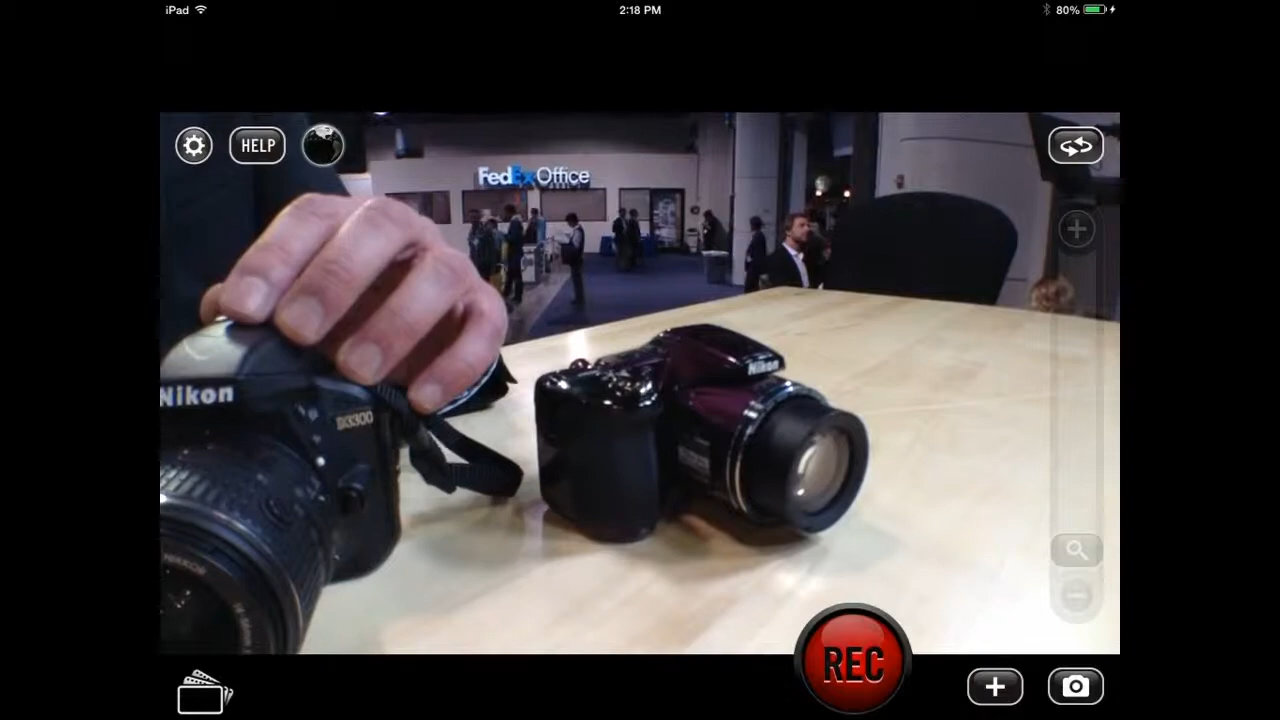 iPad
2:18 PM
80%
HELP
FedEx Office
Nikon
Nikon
D3300
REC